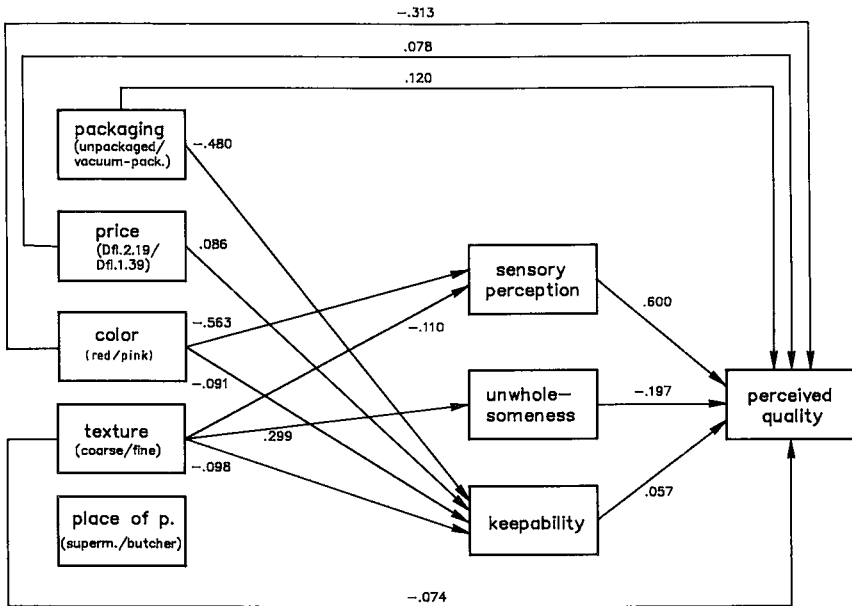 -.313
.078
.120
packaging
(unpackaged/
vacuum-pack.)
-.480
price
(Dfl.2.19/
Dfl.1.39)
.086
sensory
perception
.600
color
(red/pink)
-.563
-.110
-.091
unwhole-
someness
-.197
perceived
quality
texture
(coarse/fine)
.299
-.098
keepability
.057
place of p.
(superm./butcher)
-.074